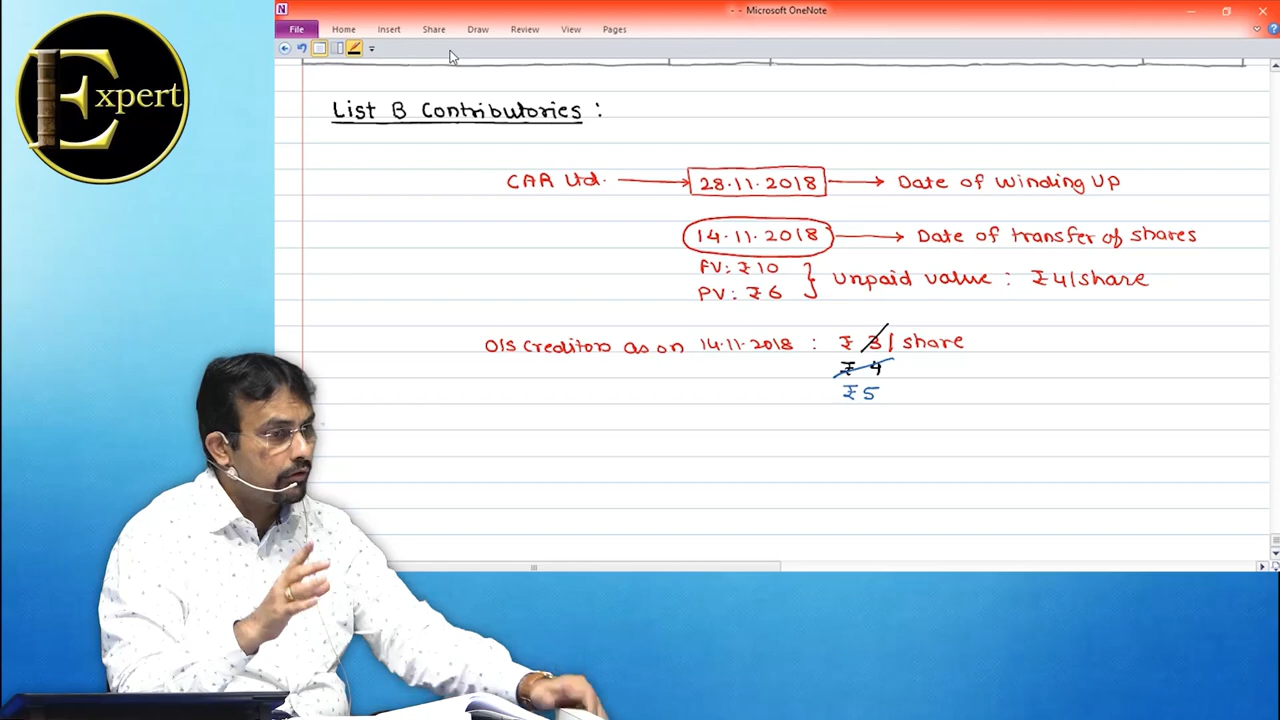 Expert
- - Microsoft OneNote
File Home Insert Share Draw Review View Pages
List B Contributories :
CAR Ltd. → 28.11.2018 → Date of Winding Up
14.11.2018 → Date of transfer of shares
FV: ₹ 10
PV: ₹ 6
} Unpaid value : ₹ 4/share
O/S Creditors as on 14.11.2018 : ₹ 3/ share
₹ 4
₹ 5